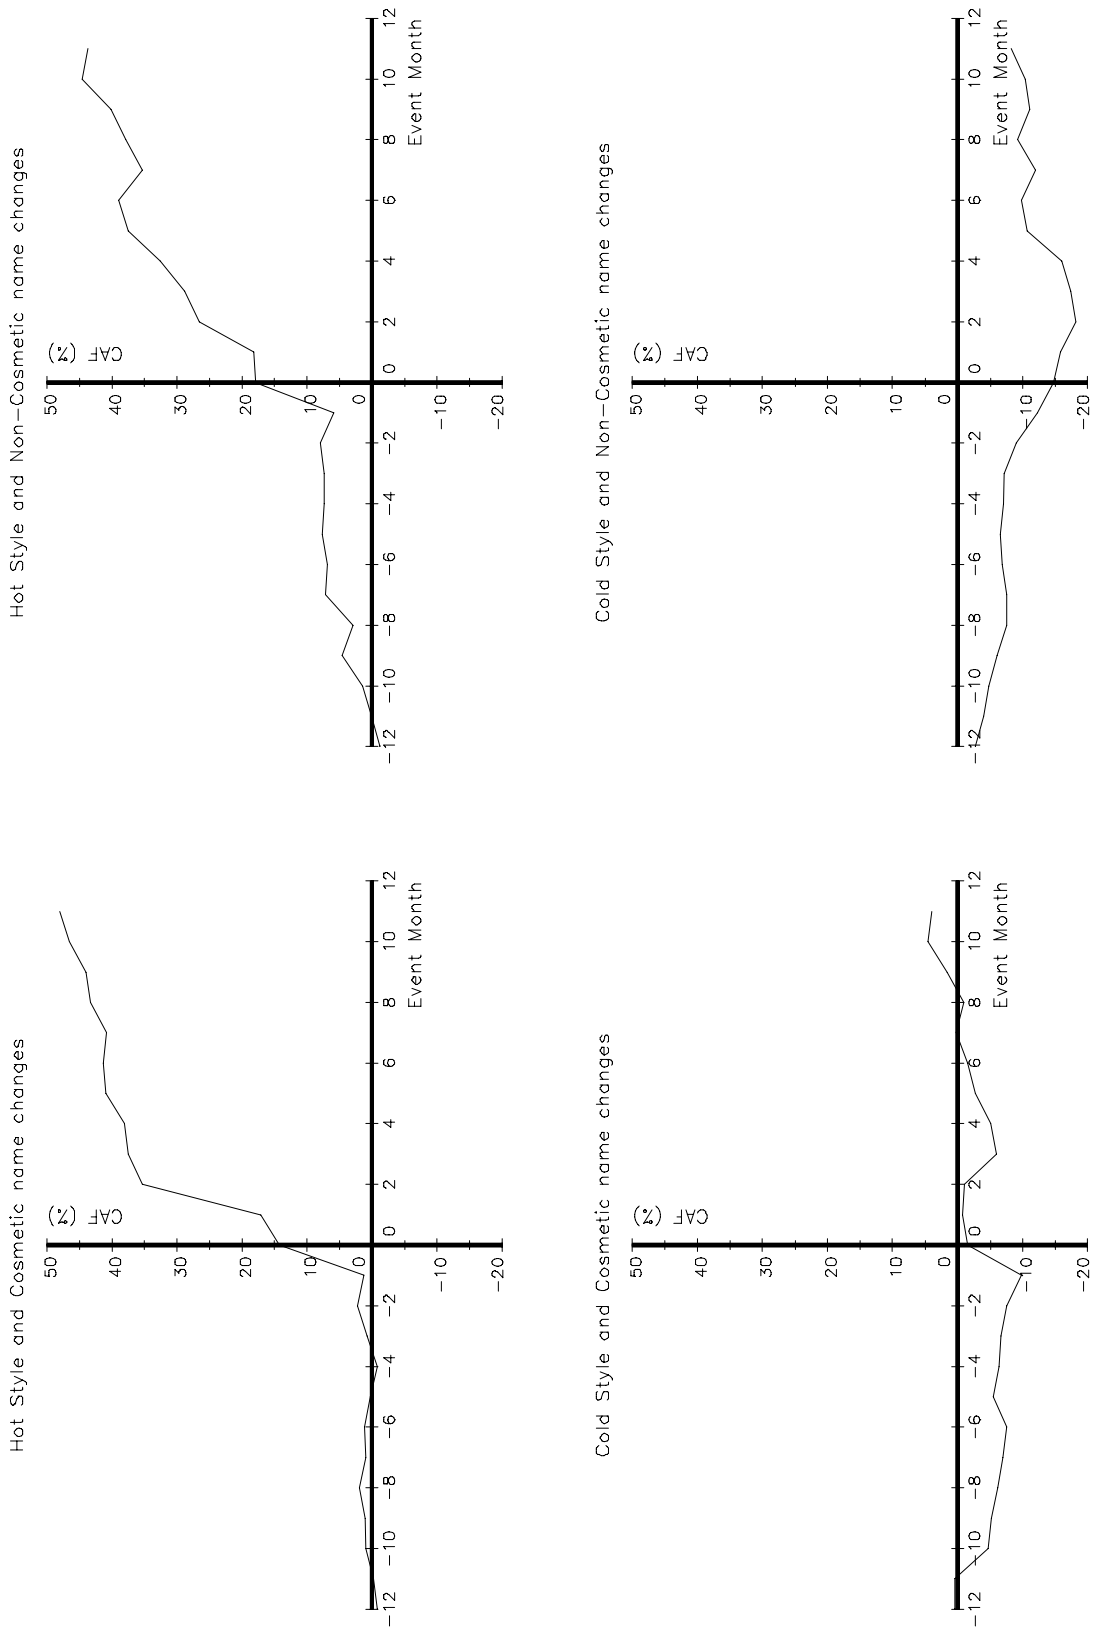 Hot Style and Cosmetic name changes
CAF (%)
50
40
30
20
10
0
−10
−20
−12 −10 −8 −6 −4 −2 0 2 4 6 8 10 12
Event Month
Hot Style and Non−Cosmetic name changes
CAF (%)
50
40
30
20
10
0
−10
−20
−12 −10 −8 −6 −4 −2 0 2 4 6 8 10 12
Event Month
Cold Style and Cosmetic name changes
CAF (%)
50
40
30
20
10
0
−10
−20
−12 −10 −8 −6 −4 −2 0 2 4 6 8 10 12
Event Month
Cold Style and Non−Cosmetic name changes
CAF (%)
50
40
30
20
10
0
−10
−20
−12 −10 −8 −6 −4 −2 0 2 4 6 8 10 12
Event Month